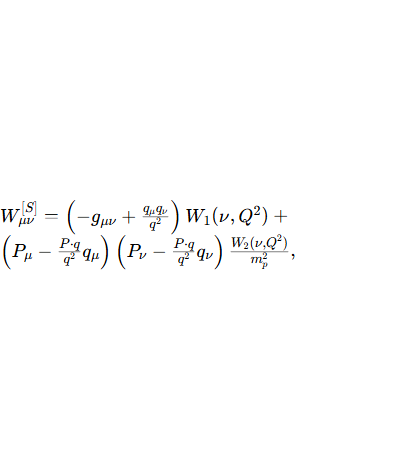 W_{\mu\nu}^{[S]} = \left( -g_{\mu\nu} + \frac{q_\mu q_\nu}{q^2} \right) W_1(\nu, Q^2) +
\left( P_\mu - \frac{P \cdot q}{q^2} q_\mu \right) \left( P_\nu - \frac{P \cdot q}{q^2} q_\nu \right) \frac{W_2(\nu, Q^2)}{m_p^2},